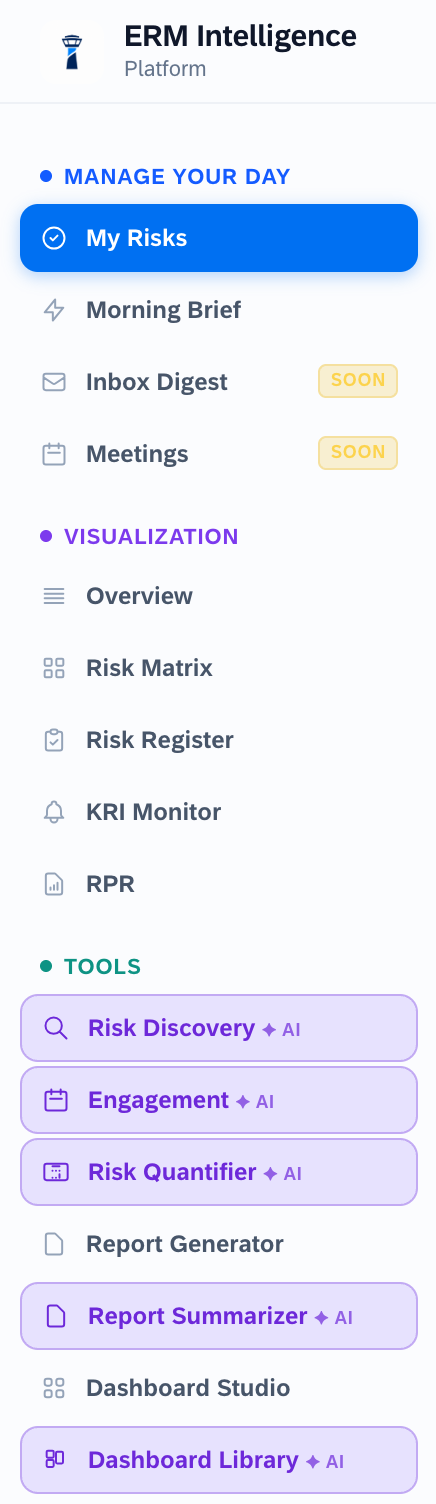 ERM Intelligence
Platform
MANAGE YOUR DAY
My Risks
Morning Brief
Inbox Digest SOON
Meetings SOON
VISUALIZATION
Overview
Risk Matrix
Risk Register
KRI Monitor
RPR
TOOLS
Risk Discovery ✦ AI
Engagement ✦ AI
Risk Quantifier ✦ AI
Report Generator
Report Summarizer ✦ AI
Dashboard Studio
Dashboard Library ✦ AI